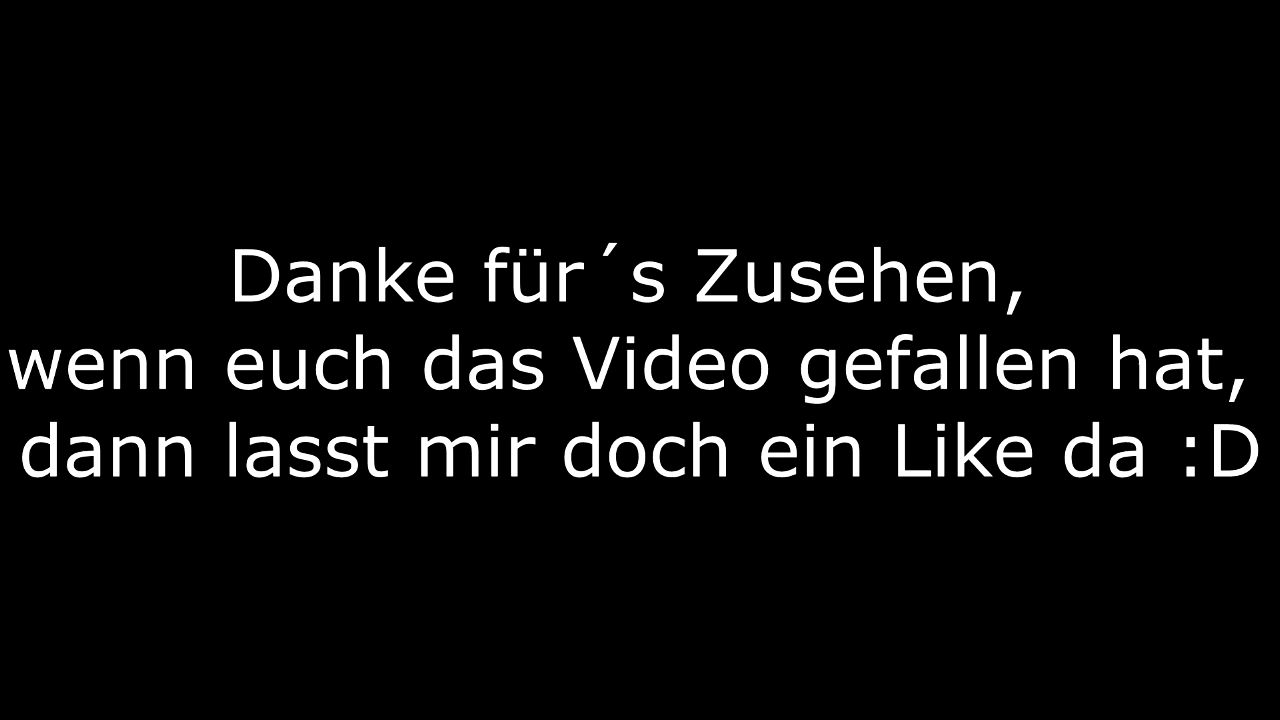 Danke für´s Zusehen,
wenn euch das Video gefallen hat,
dann lasst mir doch ein Like da :D